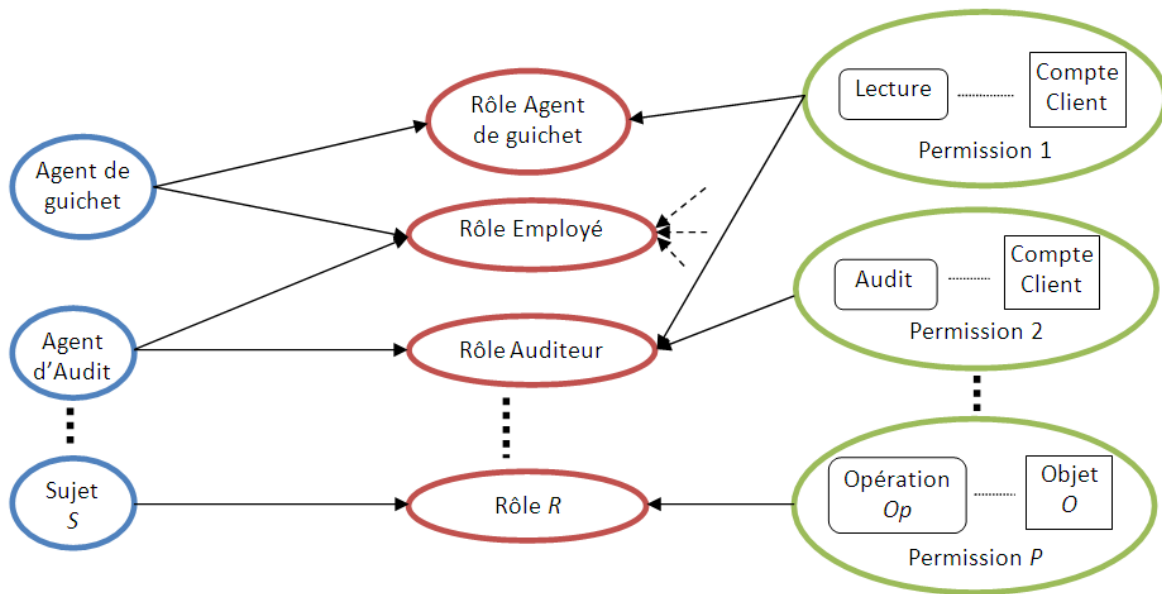 Agent de
guichet
Agent
d'Audit
Sujet
S
Rôle Agent
de guichet
Rôle Employé
Rôle Auditeur
Rôle R
Lecture
Compte
Client
Permission 1
Audit
Compte
Client
Permission 2
Opération
Op
Objet
O
Permission P